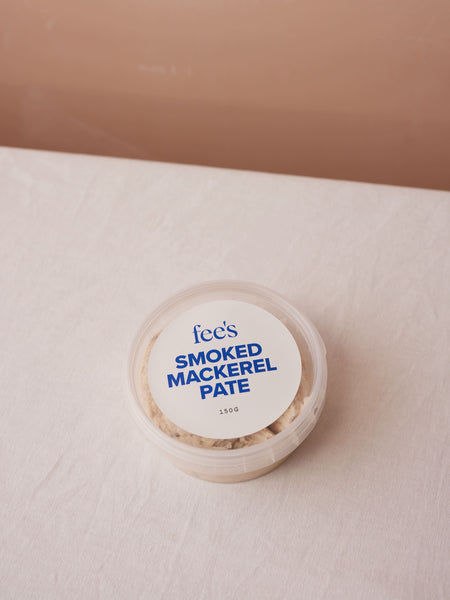 fee's
SMOKED
MACKEREL
PATE
150G